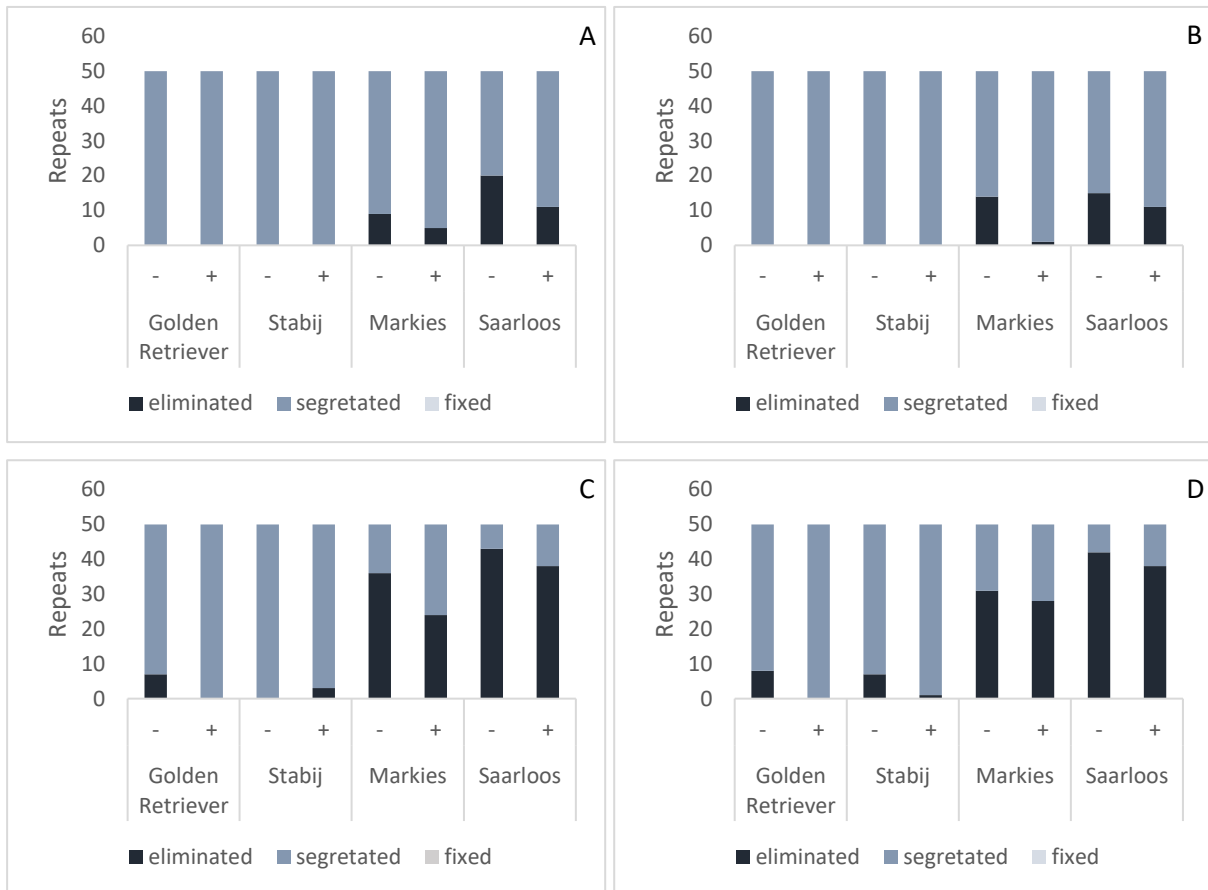 A
60
50
40
30
20
10
0
Repeats
- + - + - + - +
Golden Retriever Stabij Markies Saarloos
eliminated segretated fixed
B
60
50
40
30
20
10
0
Repeats
- + - + - + - +
Golden Retriever Stabij Markies Saarloos
eliminated segretated fixed
C
60
50
40
30
20
10
0
Repeats
- + - + - + - +
Golden Retriever Stabij Markies Saarloos
eliminated segretated fixed
D
60
50
40
30
20
10
0
Repeats
- + - + - + - +
Golden Retriever Stabij Markies Saarloos
eliminated segretated fixed